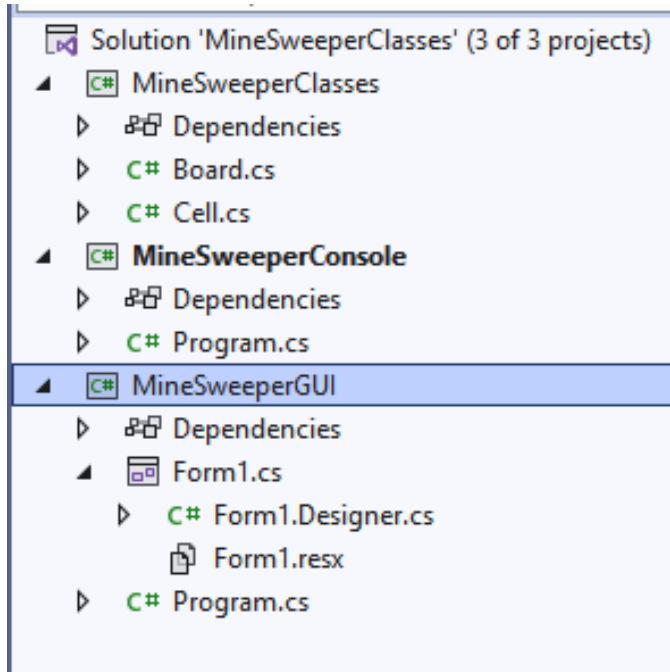 Solution 'MineSweeperClasses' (3 of 3 projects)
C# MineSweeperClasses
Dependencies
C# Board.cs
C# Cell.cs
C# MineSweeperConsole
Dependencies
C# Program.cs
C# MineSweeperGUI
Dependencies
Form1.cs
C# Form1.Designer.cs
Form1.resx
C# Program.cs